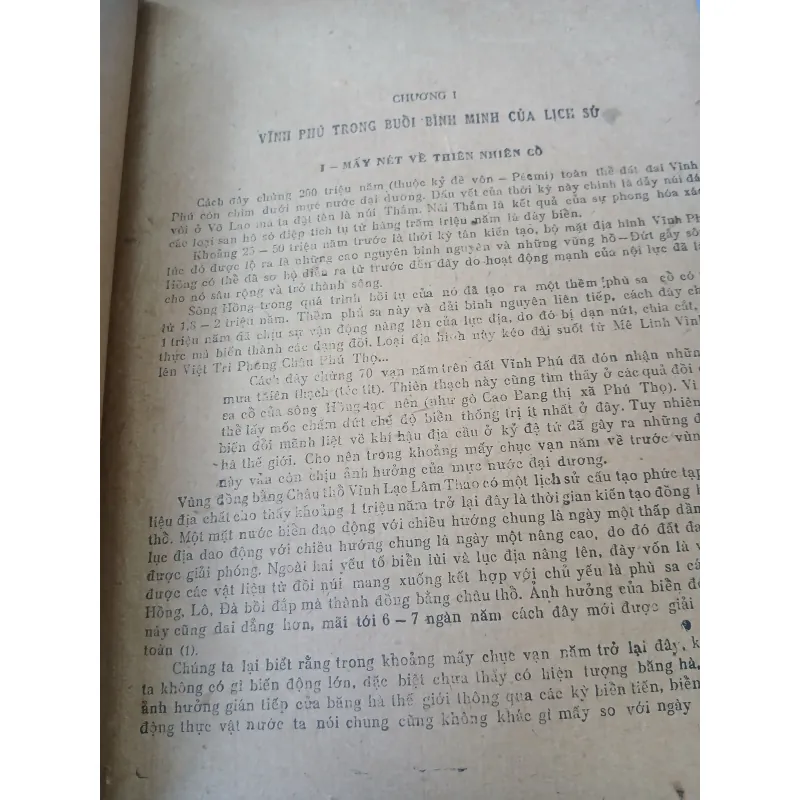 CHƯƠNG I
VĨNH PHÚ TRONG BUỔI BÌNH MINH CỦA LỊCH SỬ
I – MẤY NÉT VỀ THIÊN NHIÊN CỔ
Cách đây chừng 200 triệu năm (thuộc kỷ đề vôn – Pécmi) toàn thể đất đai Vĩnh
Phú còn chìm dưới mực nước đại dương. Dấu vết của thời kỳ này chính là dãy núi đá
vôi ở Võ Lao mà ta đặt tên là núi Thắm. Núi Thắm là kết quả của sự phong hóa xác
các loại san hô sò điệp tích tụ từ hàng trăm triệu năm là đáy biển.
Khoảng 25 – 50 triệu năm trước là thời kỳ tân kiến tạo, bộ mặt địa hình Vĩnh Ph
lúc đó được lộ ra là những cao nguyên bình nguyên và những vũng hồ – Đứt gẫy sô
Hồng có thể đã sơ bộ diễn ra từ trước đến đây do hoạt động mạnh của nội lực đã l
cho nó sâu rộng và trở thành sông.
Sông Hồng trong quá trình bồi tụ của nó đã tạo ra một thềm phù sa cổ có
từ 1,8 – 2 triệu năm. Thềm phù sa này và dải bình nguyên liên tiếp, cách đây ch
1 triệu năm đã chịu sự vận động nâng lên của lục địa, do đó bị dạn nứt, chia cắt,
thực mà biến thành các dạng đồi. Loại địa hình này kéo dài suốt từ Mê Linh Vĩnh
lên Việt Trì Phong Châu Phú Thọ...
Cách đây chừng 70 vạn năm trên đất Vĩnh Phú đã đón nhận nhữn
mưa thiên thạch (téc tít). Thiên thạch này cũng tìm thấy ở các quả đồi
sa cổ của sông Hồng tạc nên (như gò Cao Bang thị xã Phú Thọ). Vì
thể lấy mốc chấm dứt chế độ biển thống trị ít nhất ở đây. Tuy nhiên
biến đổi mãnh liệt về khí hậu địa cầu ở kỷ đệ tứ đã gây ra những đ
hà thế giới. Cho nên trong khoảng mấy chục vạn năm về trước vùn
này vẫn còn chịu ảnh hưởng của mực nước đại dương.
Vùng đồng bằng Châu thổ Vĩnh Lạc Lâm Thao có một lịch sử cấu tạo phức tạp
liệu địa chất cho thấy khoảng 1 triệu năm trở lại đây là thời gian kiến tạo đồng b
thổ. Một mặt nước biển dao động với chiều hướng chung là ngày một thấp dần
lục địa dao động với chiều hướng chung là ngày một nâng cao, do đó đất đa
được giải phóng. Ngoài hai yếu tố biển lùi và lục địa nâng lên, đây vốn là v
được các vật liệu từ đồi núi mang xuống kết hợp với chủ yếu là phù sa cá
Hồng, Lô, Đà bồi đắp mà thành đồng bằng châu thổ. Ảnh hưởng của biển đố
này cũng dai dẳng hơn, mãi tới 6 – 7 ngàn năm cách đây mới được giải
toàn (1).
Chúng ta lại biết rằng trong khoảng mấy chục vạn năm trở lại đây, k
ta không có gì biến động lớn, đặc biệt chưa thấy có hiện tượng băng hà,
ảnh hưởng gián tiếp của băng hà thế giới thông qua các kỳ biển tiến, biển
động thực vật nước ta nói chung cũng không khác gì mấy so với ngày